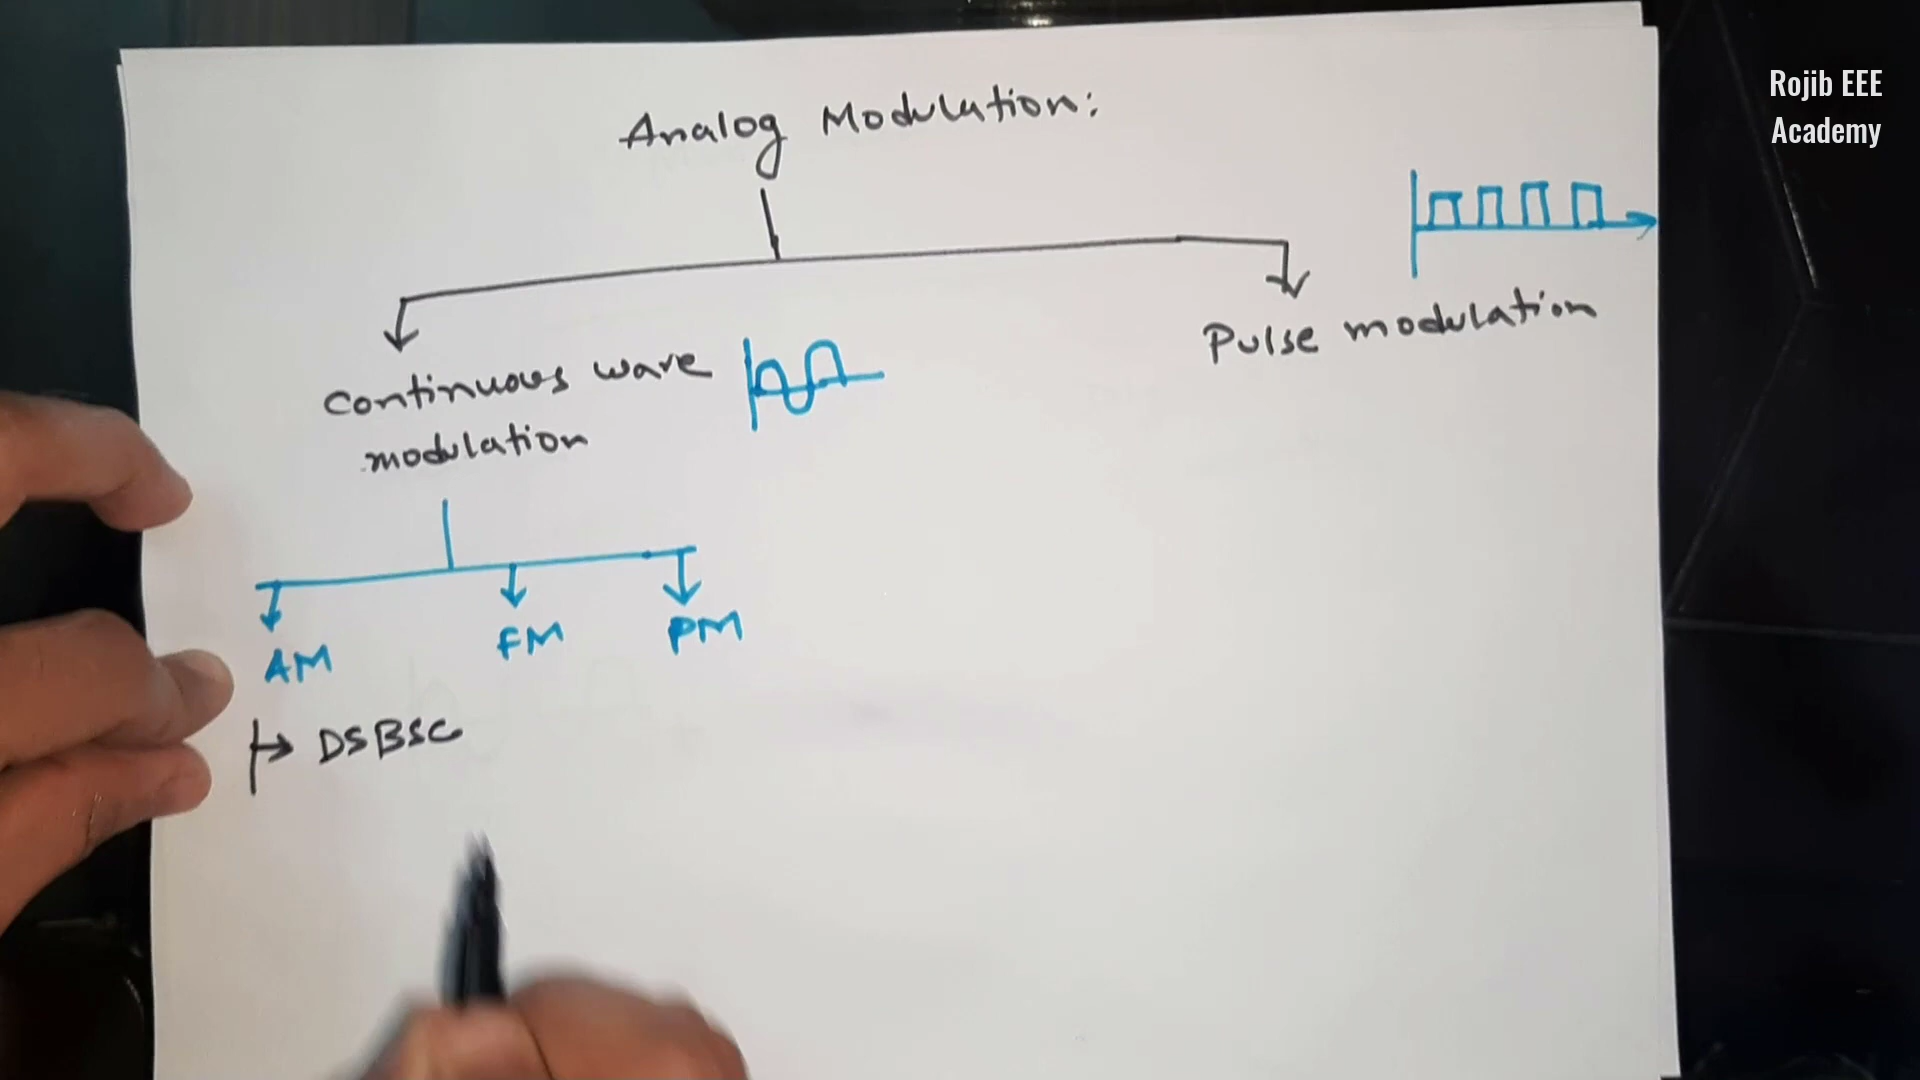 Analog Modulation:
Rojib EEE
Academy
Continuous wave
modulation
Pulse modulation
AM
FM
PM
DSBSC